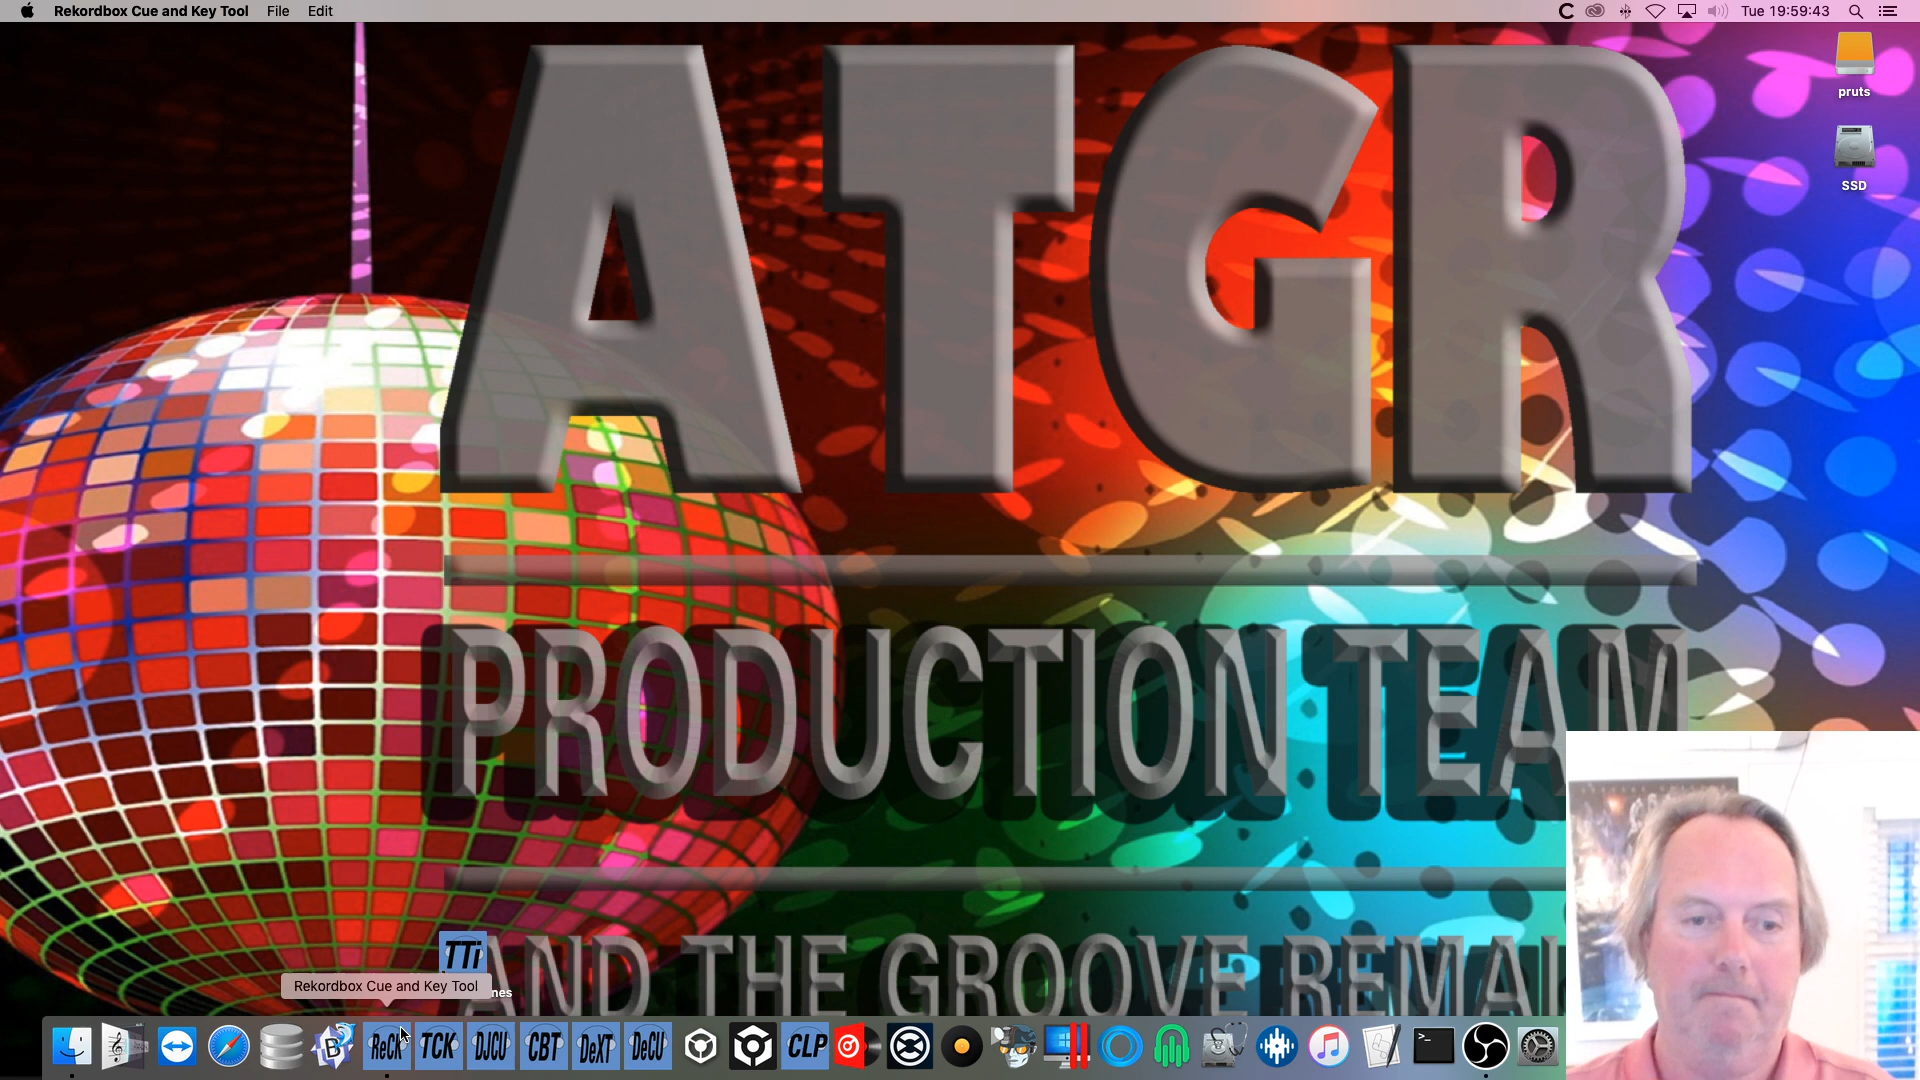 Rekordbox Cue and Key Tool File Edit Tue 19:59:43
pruts
SSD
ATGR
PRODUCTION TEAM
TTi
AND THE GROOVE REMAI
Rekordbox Cue and Key Tool
nes
ReCK TCK DJCU CBT DeXT DeCU CLP